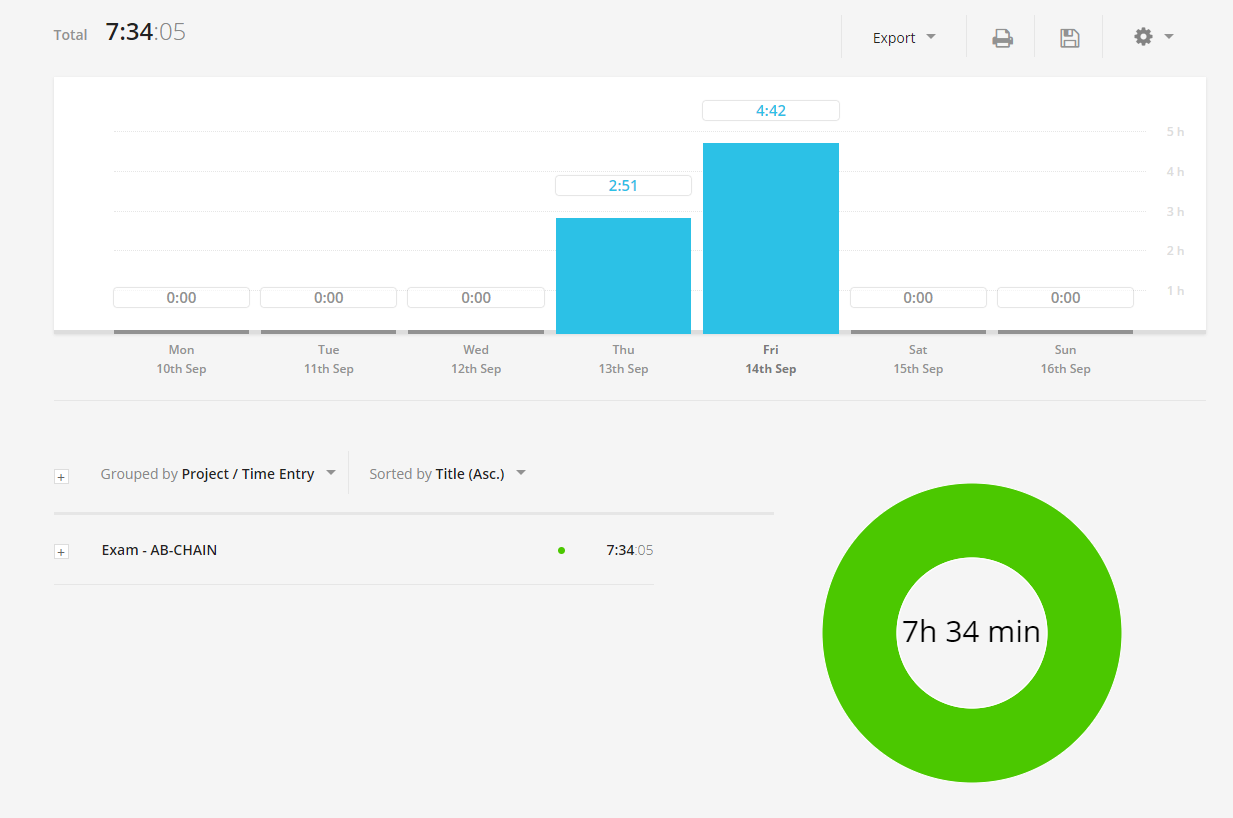 Total 7:34:05
Export
4:42
5 h
4 h
2:51
3 h
2 h
0:00 0:00 0:00 0:00 0:00
1 h
Mon Tue Wed Thu Fri Sat Sun
10th Sep 11th Sep 12th Sep 13th Sep 14th Sep 15th Sep 16th Sep
Grouped by Project / Time Entry Sorted by Title (Asc.)
Exam - AB-CHAIN 7:34:05
7h 34 min